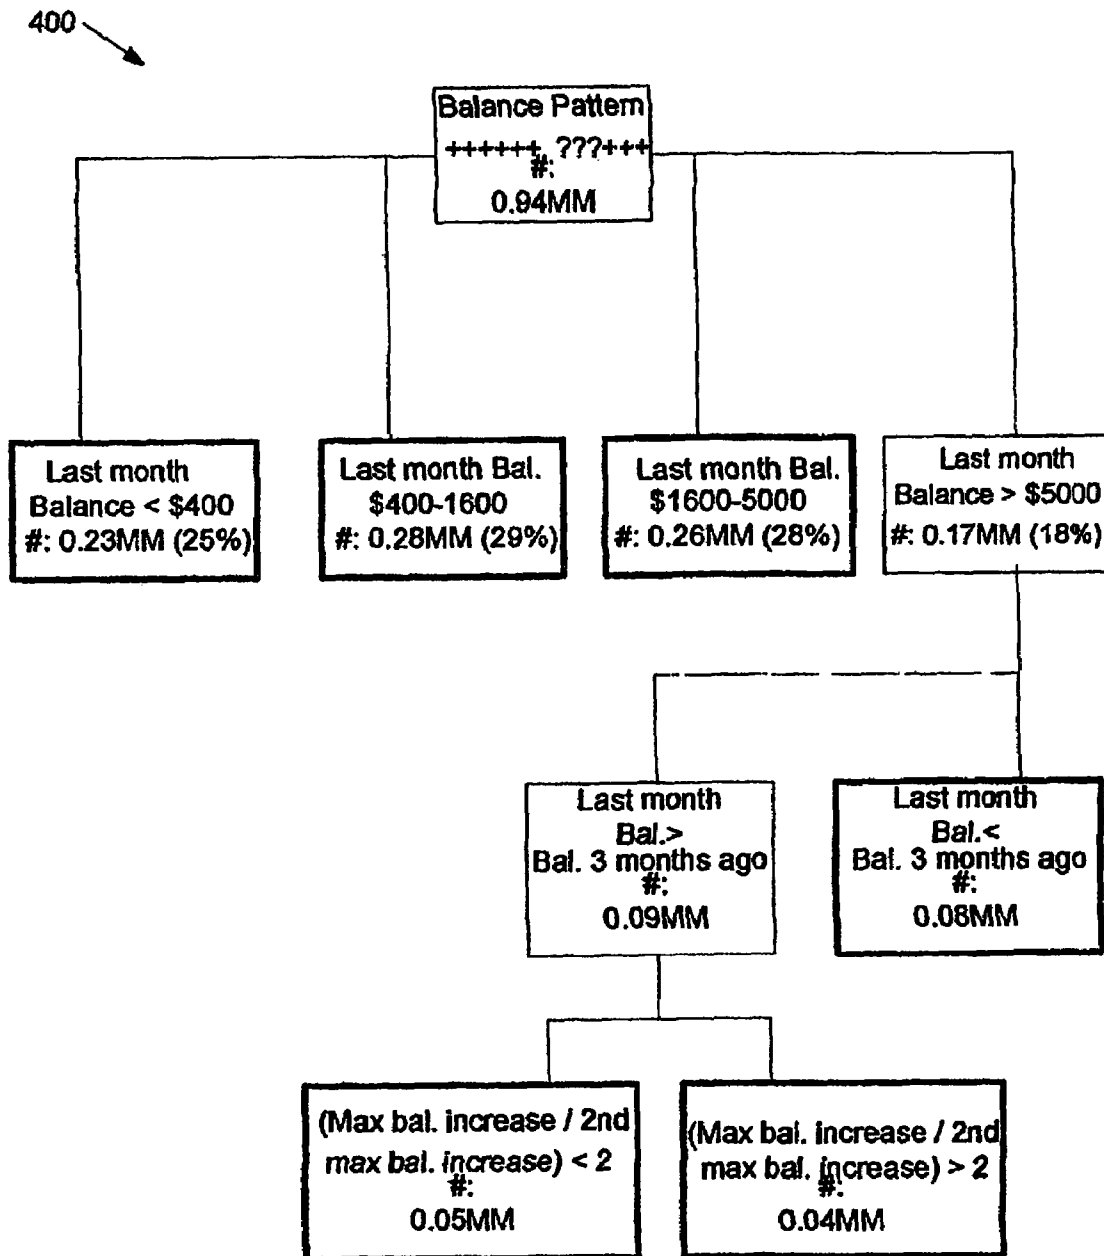 400
Balance Pattern
++++++, ???+++
#:
0.94MM
Last month
Balance < $400
#: 0.23MM (25%)
Last month Bal.
$400-1600
#: 0.28MM (29%)
Last month Bal.
$1600-5000
#: 0.26MM (28%)
Last month
Balance > $5000
#: 0.17MM (18%)
Last month
Bal.>
Bal. 3 months ago
#:
0.09MM
Last month
Bal.<
Bal. 3 months ago
#:
0.08MM
(Max bal. increase / 2nd
max bal. increase) < 2
#:
0.05MM
(Max bal. increase / 2nd
max bal. increase) > 2
#:
0.04MM